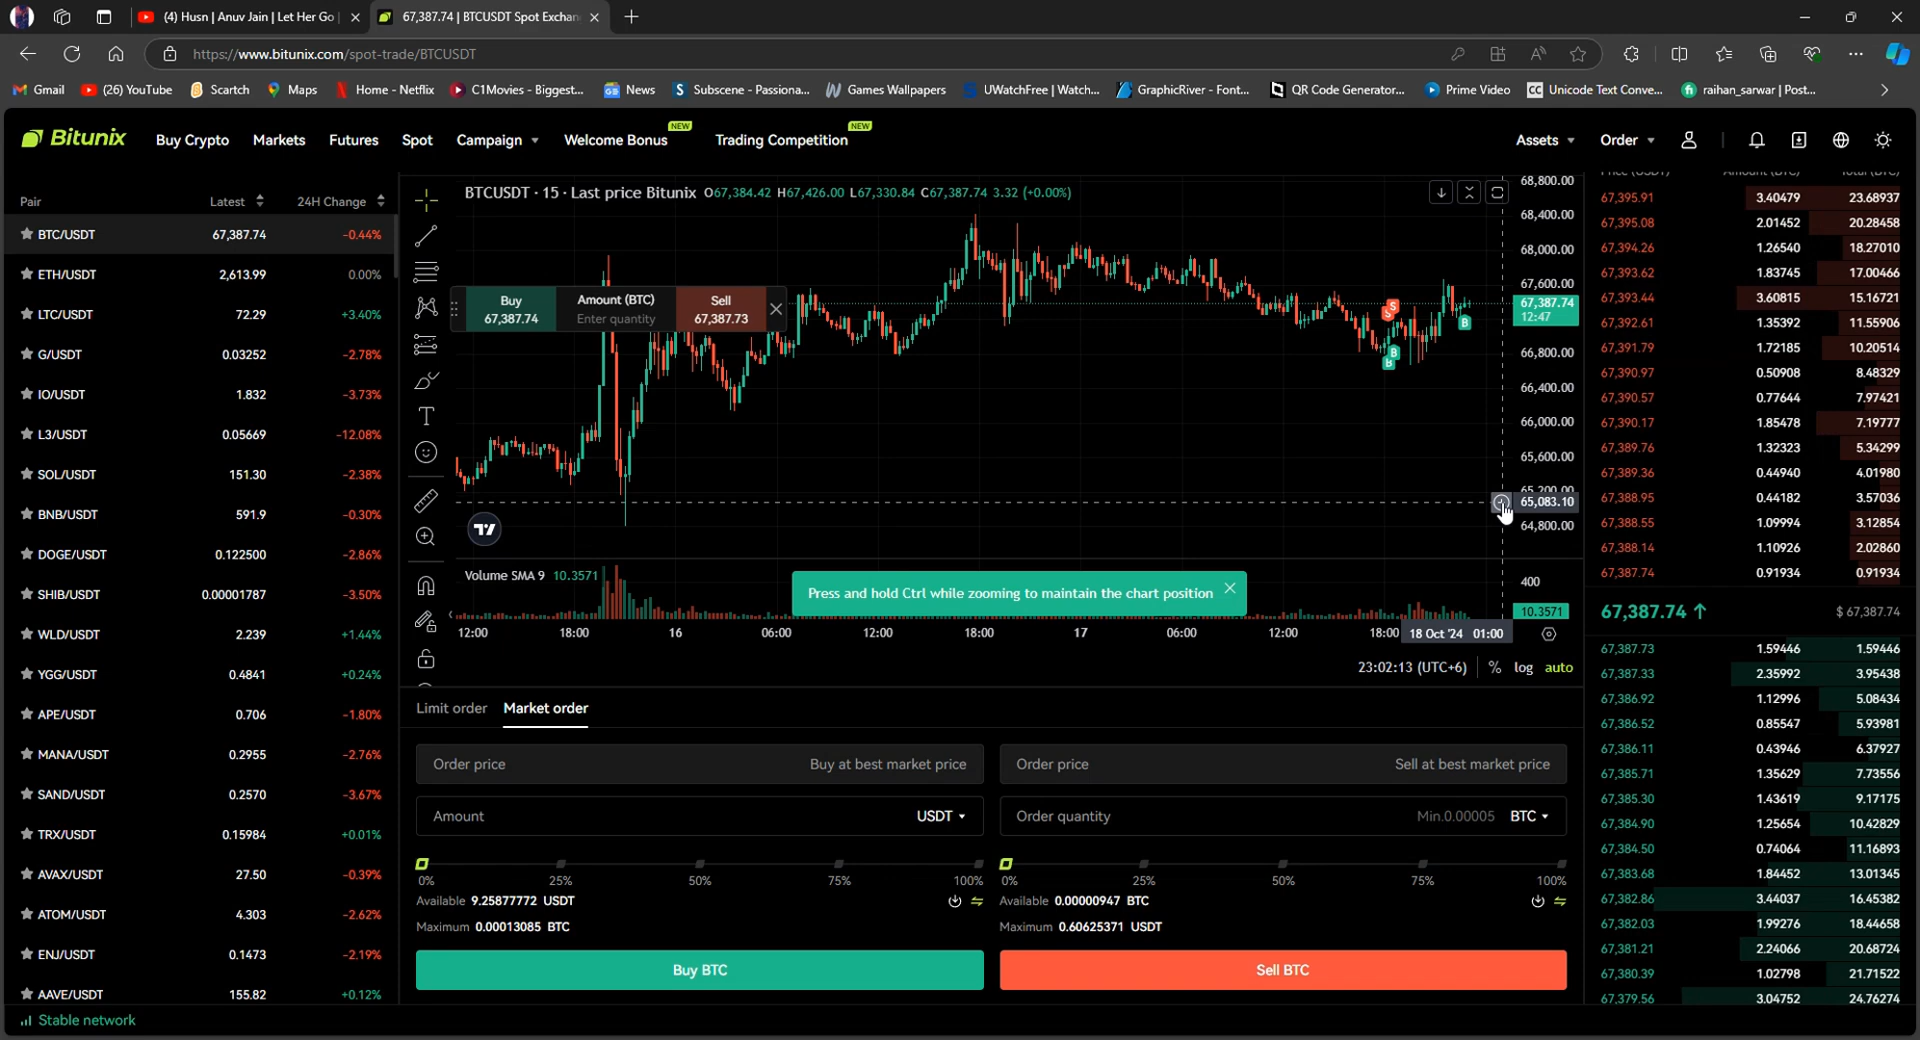 (4) Husn | Anuv Jain | Let Her Go |
67,387.74 | BTCUSDT Spot Exchan
https://www.bitunix.com/spot-trade/BTCUSDT
Gmail (26) YouTube Scartch Maps Home - Netflix C1Movies - Biggest... News Subscene - Passiona... Games Wallpapers UWatchFree | Watch... GraphicRiver - Font... QR Code Generator... Prime Video Unicode Text Conve... raihan_sarwar | Post...
Bitunix Buy Crypto Markets Futures Spot Campaign Welcome Bonus NEW Trading Competition NEW Assets Order
Pair Latest 24H Change
BTC/USDT 67,387.74 -0.44%
ETH/USDT 2,613.99 0.00%
LTC/USDT 72.29 +3.40%
G/USDT 0.03252 -2.78%
IO/USDT 1.832 -3.73%
L3/USDT 0.05669 -12.08%
SOL/USDT 151.30 -2.38%
BNB/USDT 591.9 -0.30%
DOGE/USDT 0.122500 -2.86%
SHIB/USDT 0.00001787 -3.50%
WLD/USDT 2.239 +1.44%
YGG/USDT 0.4841 +0.24%
APE/USDT 0.706 -1.80%
MANA/USDT 0.2955 -2.76%
SAND/USDT 0.2570 -3.67%
TRX/USDT 0.15984 +0.01%
AVAX/USDT 27.50 -0.39%
ATOM/USDT 4.303 -2.62%
ENJ/USDT 0.1473 -2.19%
AAVE/USDT 155.82 +0.12%
Stable network
BTCUSDT · 15 · Last price Bitunix O67,384.42 H67,426.00 L67,330.84 C67,387.74 3.32 (+0.00%)
Buy
67,387.74
Amount (BTC)
Enter quantity
Sell
67,387.73
S
S
B
B
B
68,800.00
68,400.00
68,000.00
67,600.00
67,387.74
12:47
66,800.00
66,400.00
66,000.00
65,600.00
65,200.00
65,083.10
64,800.00
Volume SMA 9 10.3571
400
10.3571
Press and hold Ctrl while zooming to maintain the chart position
12:00 18:00 16 06:00 12:00 18:00 17 06:00 12:00 18:00 18 Oct '24 01:00
23:02:13 (UTC+6) % log auto
Limit order Market order
Order price Buy at best market price
Amount USDT
0% 25% 50% 75% 100%
Available 9.25877772 USDT
Maximum 0.00013085 BTC
Buy BTC
Order price Sell at best market price
Order quantity Min.0.00005 BTC
0% 25% 50% 75% 100%
Available 0.00000947 BTC
Maximum 0.60625371 USDT
Sell BTC
Price (USDT) Amount (BTC) Total (BTC)
67,395.91 3.40479 23.68937
67,395.08 2.01452 20.28458
67,394.26 1.26540 18.27010
67,393.62 1.83745 17.00466
67,393.44 3.60815 15.16721
67,392.61 1.35392 11.55906
67,391.79 1.72185 10.20514
67,390.97 0.50908 8.48329
67,390.57 0.77644 7.97421
67,390.17 1.85478 7.19777
67,389.76 1.32323 5.34299
67,389.36 0.44940 4.01980
67,388.95 0.44182 3.57036
67,388.55 1.09994 3.12854
67,388.14 1.10926 2.02860
67,387.74 0.91934 0.91934
67,387.74 ↑ $ 67,387.74
67,387.73 1.59446 1.59446
67,387.33 2.35992 3.95438
67,386.92 1.12996 5.08434
67,386.52 0.85547 5.93981
67,386.11 0.43946 6.37927
67,385.71 1.35629 7.73556
67,385.30 1.43619 9.17175
67,384.90 1.25654 10.42829
67,384.50 0.74064 11.16893
67,383.68 1.84452 13.01345
67,382.86 3.44037 16.45382
67,382.03 1.99276 18.44658
67,381.21 2.24066 20.68724
67,380.39 1.02798 21.71522
67,379.56 3.04752 24.76274